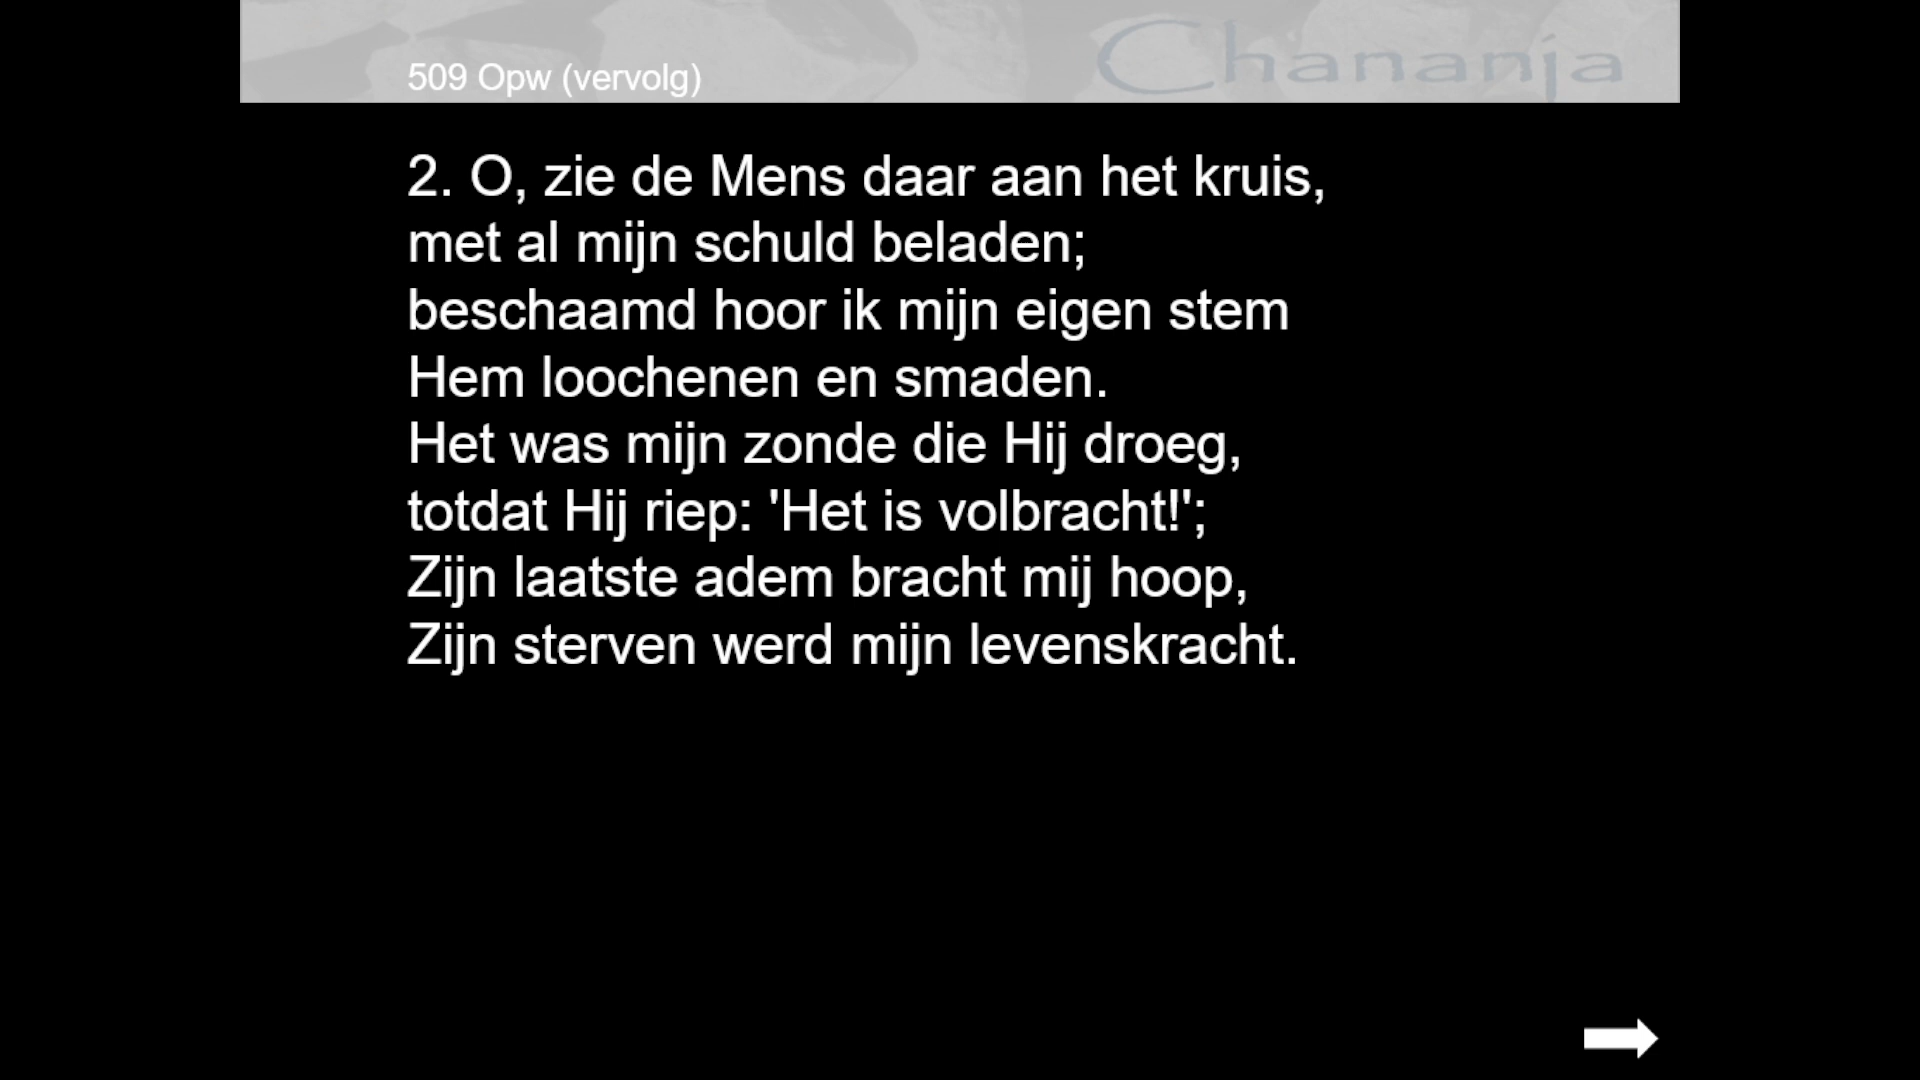 Chananja
509 Opw (vervolg)
2. O, zie de Mens daar aan het kruis,
met al mijn schuld beladen;
beschaamd hoor ik mijn eigen stem
Hem loochenen en smaden.
Het was mijn zonde die Hij droeg,
totdat Hij riep: 'Het is volbracht!';
Zijn laatste adem bracht mij hoop,
Zijn sterven werd mijn levenskracht.